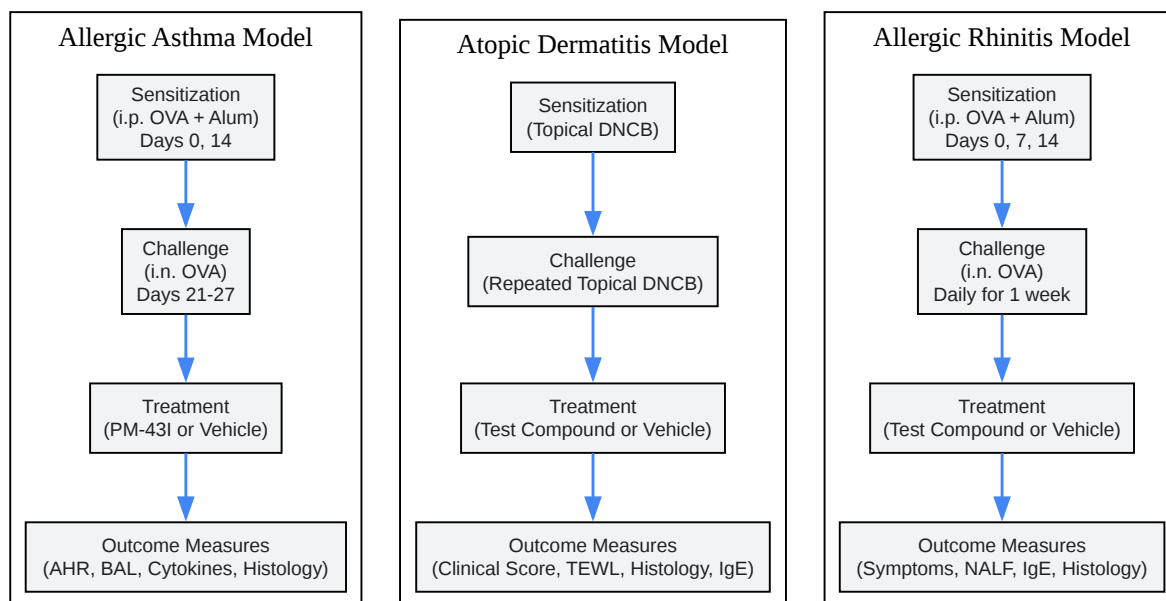 Allergic Asthma Model
Sensitization
(i.p. OVA + Alum)
Days 0, 14
Challenge
(i.n. OVA)
Days 21-27
Treatment
(PM-43I or Vehicle)
Outcome Measures
(AHR, BAL, Cytokines, Histology)
Atopic Dermatitis Model
Sensitization
(Topical DNCB)
Challenge
(Repeated Topical DNCB)
Treatment
(Test Compound or Vehicle)
Outcome Measures
(Clinical Score, TEWL, Histology, IgE)
Allergic Rhinitis Model
Sensitization
(i.p. OVA + Alum)
Days 0, 7, 14
Challenge
(i.n. OVA)
Daily for 1 week
Treatment
(Test Compound or Vehicle)
Outcome Measures
(Symptoms, NALF, IgE, Histology)